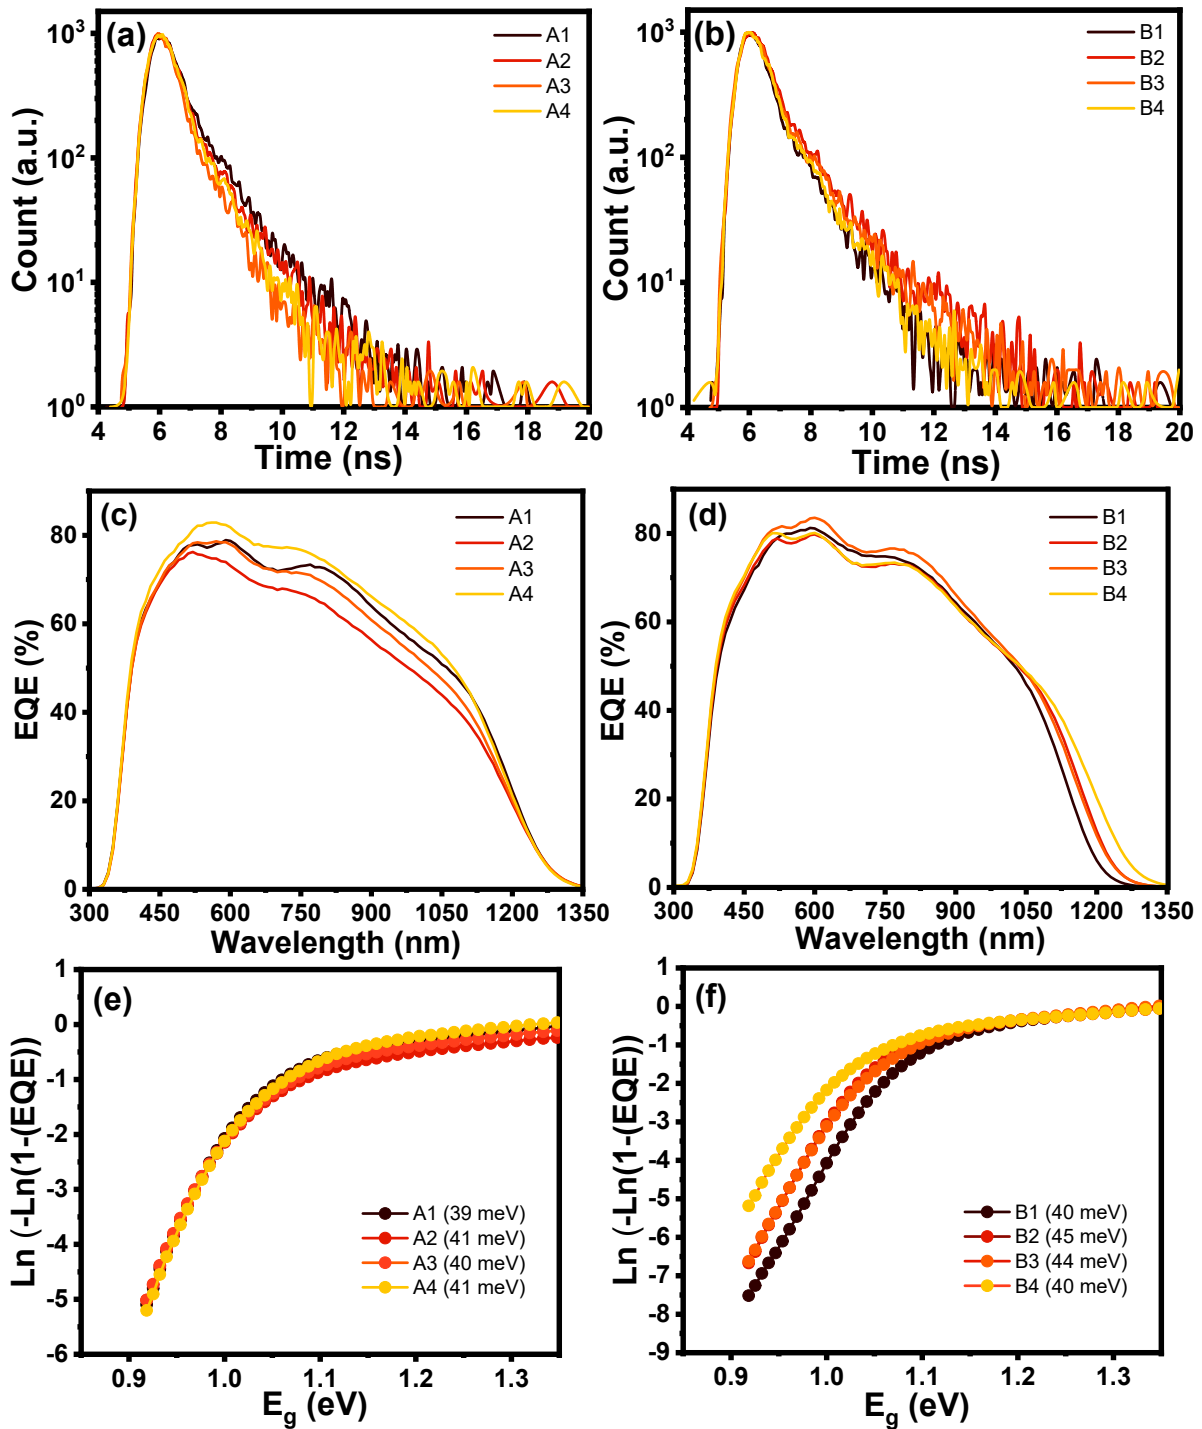 (a)
A1
A2
A3
A4
10³
10²
10¹
10⁰
Count (a.u.)
4 6 8 10 12 14 16 18 20
Time (ns)
(b)
B1
B2
B3
B4
10³
10²
10¹
10⁰
Count (a.u.)
4 6 8 10 12 14 16 18 20
Time (ns)
(c)
A1
A2
A3
A4
80
60
40
20
0
EQE (%)
300 450 600 750 900 1050 1200 1350
Wavelength (nm)
(d)
B1
B2
B3
B4
80
60
40
20
0
EQE (%)
300 450 600 750 900 1050 1200 1350
Wavelength (nm)
(e)
1
0
-1
-2
-3
-4
-5
-6
Ln (-Ln(1-(EQE))
A1 (39 meV)
A2 (41 meV)
A3 (40 meV)
A4 (41 meV)
0.9 1.0 1.1 1.2 1.3
E_g (eV)
(f)
1
0
-1
-2
-3
-4
-5
-6
-7
-8
-9
Ln (-Ln(1-(EQE))
B1 (40 meV)
B2 (45 meV)
B3 (44 meV)
B4 (40 meV)
0.9 1.0 1.1 1.2 1.3
E_g (eV)